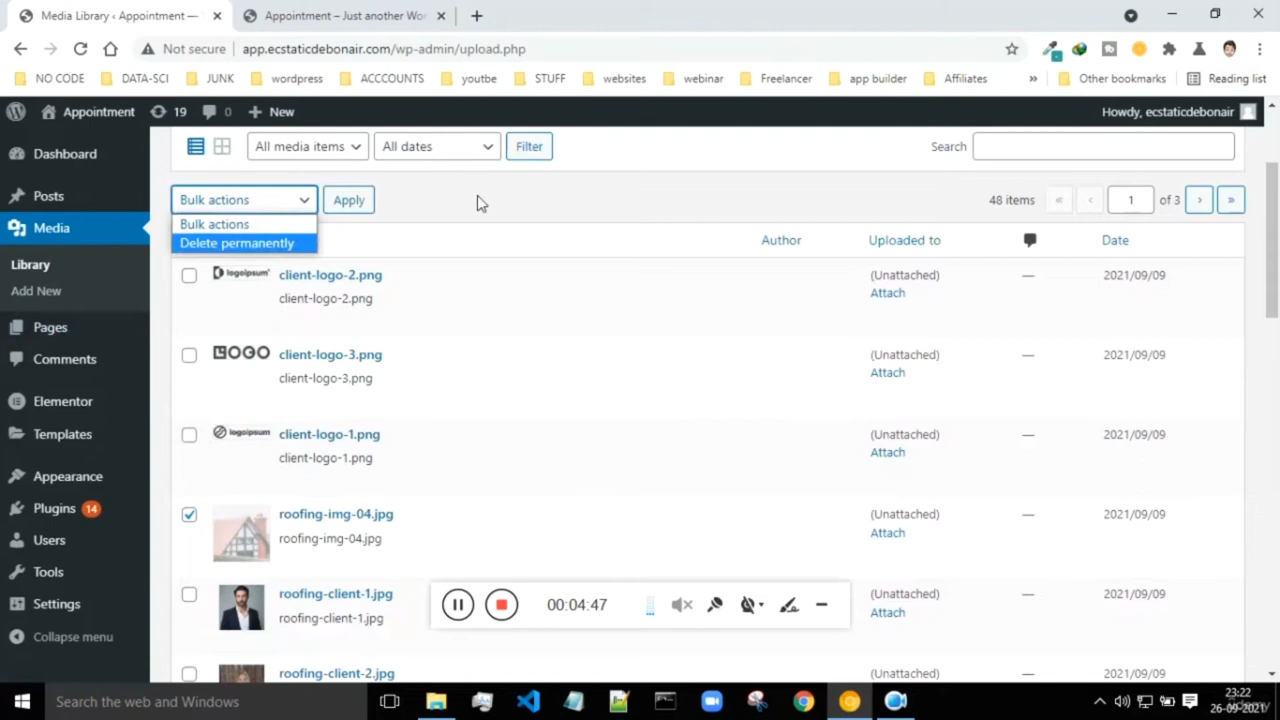 Media Library ‹ Appointment —
Appointment – Just another Wo
Not secure
app.ecstaticdebonair.com/wp-admin/upload.php
NO CODE
DATA-SCI
JUNK
wordpress
ACCCOUNTS
youtbe
STUFF
websites
webinar
Freelancer
app builder
Affiliates
»
Other bookmarks
Reading list
Appointment
19
0
New
Howdy, ecstaticdebonair
Dashboard
Posts
Media
Library
Add New
Pages
Comments
Elementor
Templates
Appearance
Plugins 14
Users
Tools
Settings
Collapse menu
All media items
All dates
Filter
Search
Bulk actions
Apply
48 items
«
‹
1
of 3
›
»
Bulk actions
Delete permanently
Author
Uploaded to
Date
logoipsum
client-logo-2.png
client-logo-2.png
(Unattached)
Attach
—
2021/09/09
LOGO
client-logo-3.png
client-logo-3.png
(Unattached)
Attach
—
2021/09/09
logoipsum
client-logo-1.png
client-logo-1.png
(Unattached)
Attach
—
2021/09/09
roofing-img-04.jpg
roofing-img-04.jpg
(Unattached)
Attach
—
2021/09/09
roofing-client-1.jpg
roofing-client-1.jpg
(Unattached)
Attach
—
2021/09/09
00:04:47
roofing-client-2.jpg
(Unattached)
2021/09/09
Search the web and Windows
23:22
26-09-2021